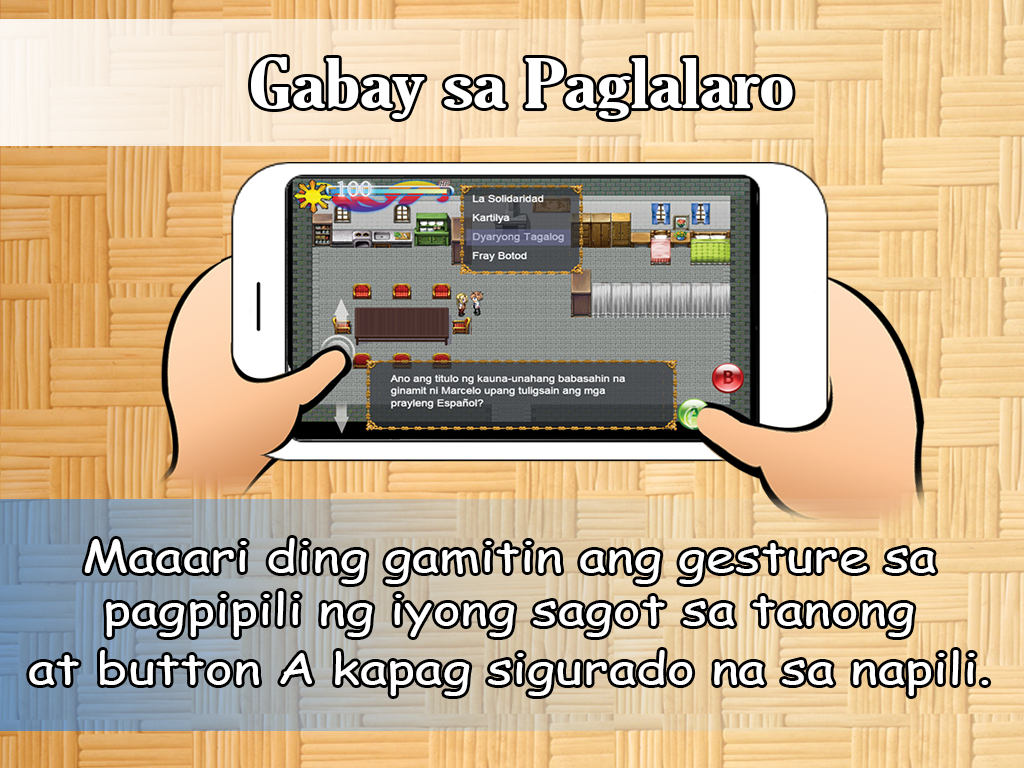 Gabay sa Paglalaro
100
HP
La Solidaridad
Kartilya
Dyaryong Tagalog
Fray Botod
Ano ang titulo ng kauna-unahang babasahin na
ginamit ni Marcelo upang tuligsain ang mga
prayleng Español?
B
Maaari ding gamitin ang gesture sa
pagpipili ng iyong sagot sa tanong
at button A kapag sigurado na sa napili.